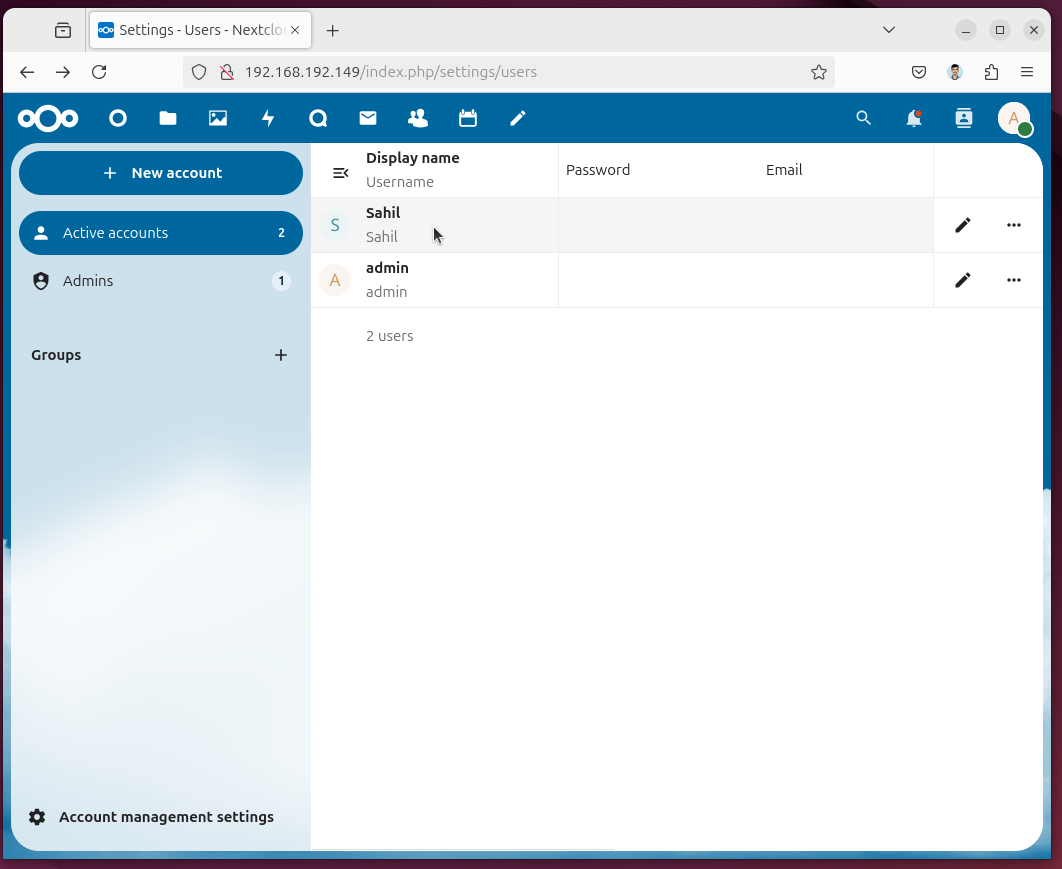 Settings - Users - Nextclou
192.168.192.149/index.php/settings/users
A
New account
Active accounts 2
Admins 1
Groups
Account management settings
Display name
Username
Password
Email
S
Sahil
Sahil
A
admin
admin
2 users